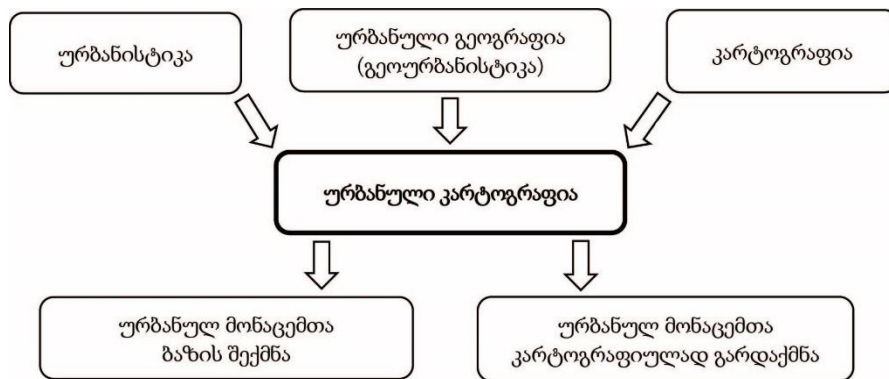 ურბანისტიკა
ურბანული გეოგრაფია
(გეოურბანისტიკა)
კარტოგრაფია
ურბანული კარტოგრაფია
ურბანულ მონაცემთა
ბაზის შექმნა
ურბანულ მონაცემთა
კარტოგრაფიულად გარდაქმნა